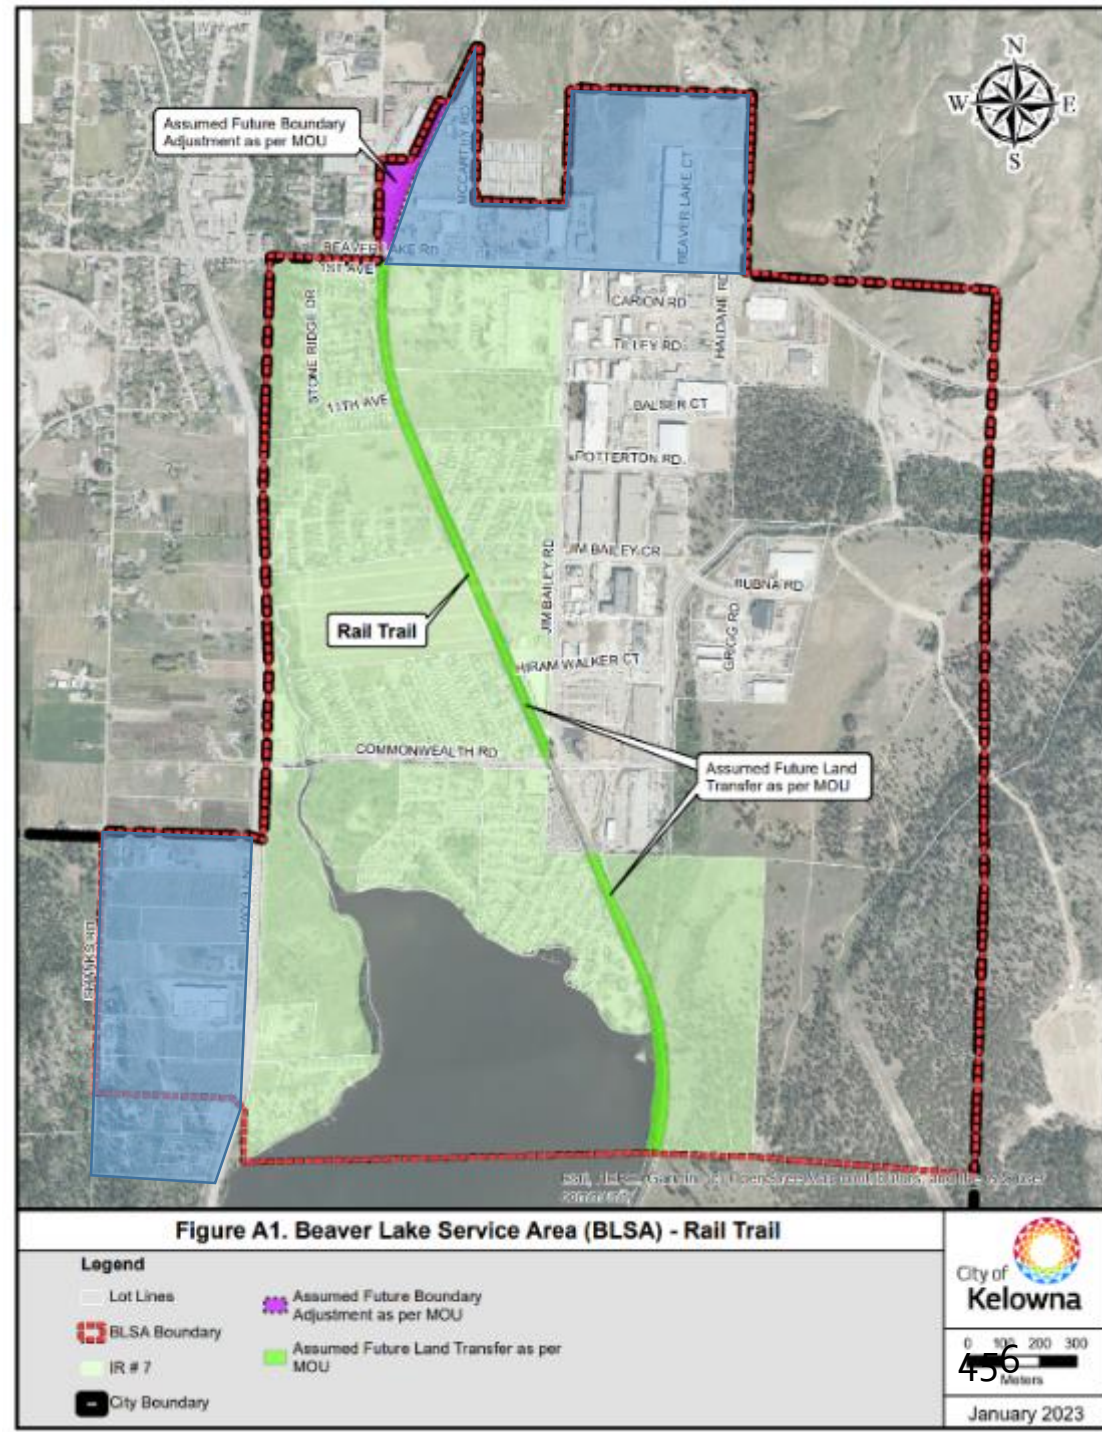 N
W E
S
Assumed Future Boundary
Adjustment as per MOU
MCCARTHY RD
BEAVER LAKE CT
BEAVER LAKE RD
1ST AVE
STONE RIDGE DR
CARION RD
HALDANE RD
TILLEY RD
11TH AVE
BALSER CT
POTTERTON RD
JIM BAILEY RD
JIM BAILEY CR
BUBNA RD
GRIGG RD
Rail Trail
HIRAM WALKER CT
COMMONWEALTH RD
Assumed Future Land
Transfer as per MOU
SHANKS RD
Figure A1. Beaver Lake Service Area (BLSA) - Rail Trail
Legend
Lot Lines
BLSA Boundary
IR # 7
City Boundary
Assumed Future Boundary
Adjustment as per MOU
Assumed Future Land Transfer as per
MOU
City of
Kelowna
0 100 200 300
456
Meters
January 2023